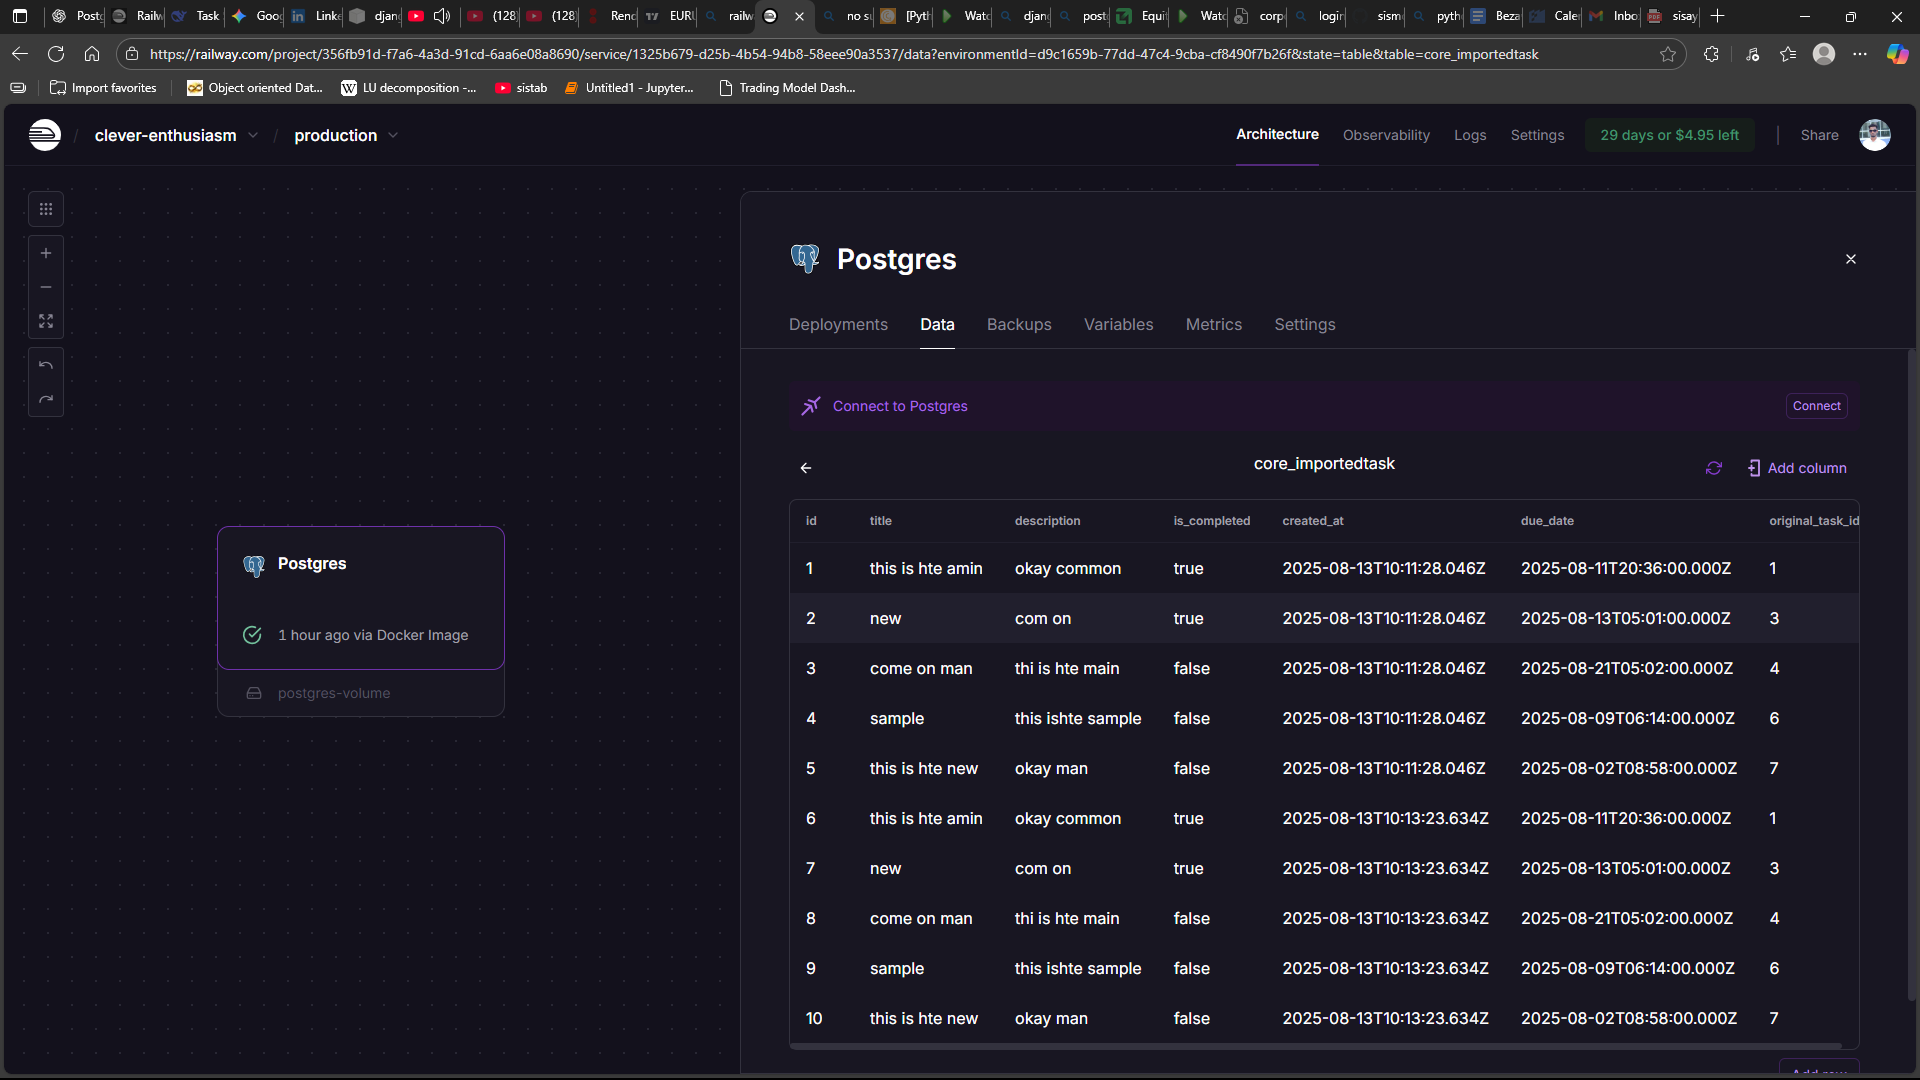 Post
Railw
Task
Goo
Link
djan
(128)
(128)
Rend
EURU
railw
no su
[Pyth
Watc
djan
post
Equit
Watc
corp
login
sism
pyth
Beza
Cale
Inbo
sisay
https://railway.com/project/356fb91d-f7a6-4a3d-91cd-6aa6e08a8690/service/1325b679-d25b-4b54-94b8-58eee90a3537/data?environmentId=d9c1659b-77dd-47c4-9cba-cf8490f7b26f&state=table&table=core_importedtask
Import favorites
Object oriented Dat...
LU decomposition -...
sistab
Untitled1 - Jupyter...
Trading Model Dash...
clever-enthusiasm / production
Architecture Observability Logs Settings 29 days or $4.95 left Share
Postgres
1 hour ago via Docker Image
postgres-volume
Postgres
Deployments Data Backups Variables Metrics Settings
Connect to Postgres Connect
core_importedtask
Add column
id title description is_completed created_at due_date original_task_id
1 this is hte amin okay common true 2025-08-13T10:11:28.046Z 2025-08-11T20:36:00.000Z 1
2 new com on true 2025-08-13T10:11:28.046Z 2025-08-13T05:01:00.000Z 3
3 come on man thi is hte main false 2025-08-13T10:11:28.046Z 2025-08-21T05:02:00.000Z 4
4 sample this ishte sample false 2025-08-13T10:11:28.046Z 2025-08-09T06:14:00.000Z 6
5 this is hte new okay man false 2025-08-13T10:11:28.046Z 2025-08-02T08:58:00.000Z 7
6 this is hte amin okay common true 2025-08-13T10:13:23.634Z 2025-08-11T20:36:00.000Z 1
7 new com on true 2025-08-13T10:13:23.634Z 2025-08-13T05:01:00.000Z 3
8 come on man thi is hte main false 2025-08-13T10:13:23.634Z 2025-08-21T05:02:00.000Z 4
9 sample this ishte sample false 2025-08-13T10:13:23.634Z 2025-08-09T06:14:00.000Z 6
10 this is hte new okay man false 2025-08-13T10:13:23.634Z 2025-08-02T08:58:00.000Z 7